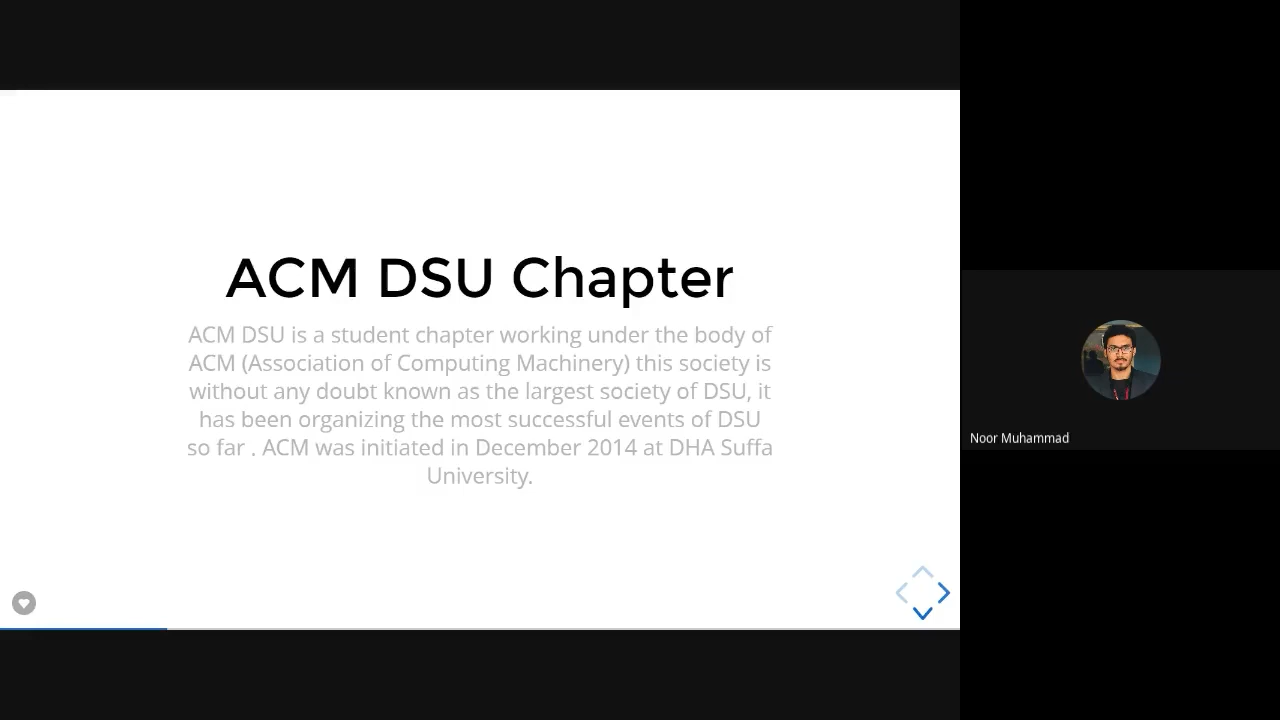 ACM DSU Chapter
ACM DSU is a student chapter working under the body of
ACM (Association of Computing Machinery) this society is
without any doubt known as the largest society of DSU, it
has been organizing the most successful events of DSU
so far . ACM was initiated in December 2014 at DHA Suffa
University.
Noor Muhammad